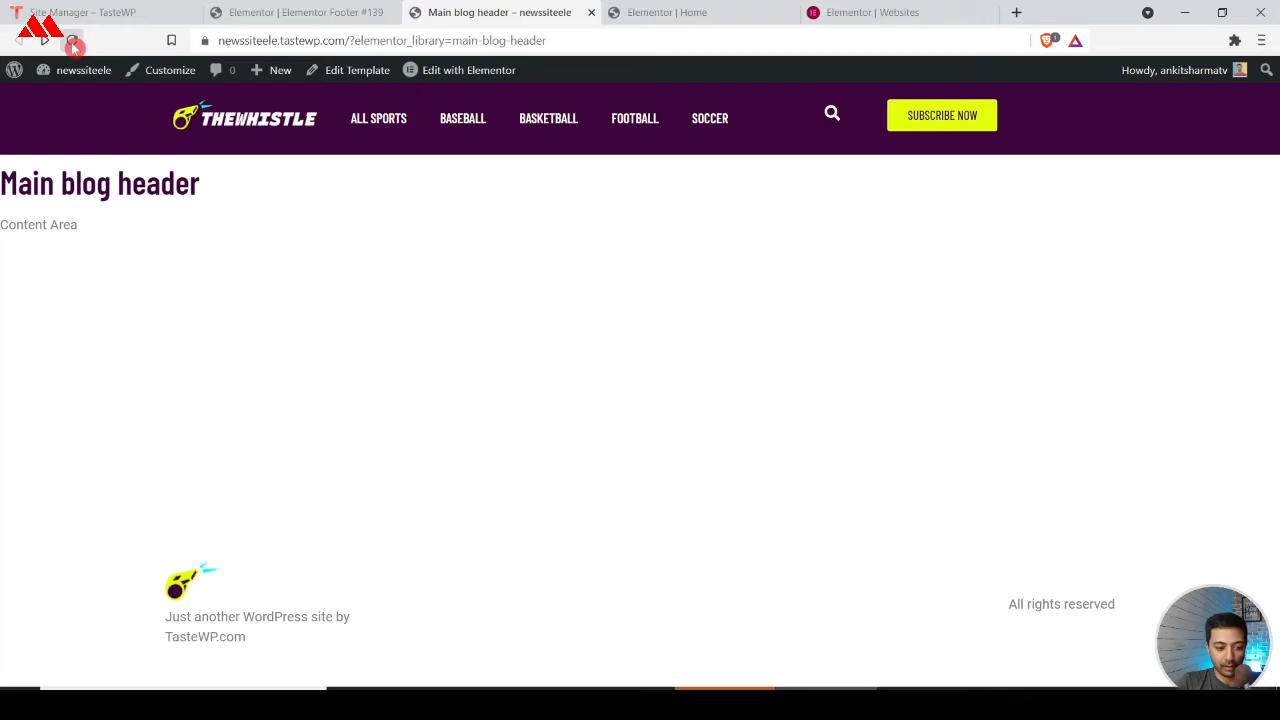 Site Manager – TasteWP
Elementor | Elementor Footer #139
Main blog header – newssiteele
Elementor | Home
Elementor | Websites
newssiteele.tastewp.com/?elementor_library=main-blog-header
1
newssiteele
Customize
0
New
Edit Template
Edit with Elementor
Howdy, ankitsharmatv
THEWHISTLE
ALL SPORTS
BASEBALL
BASKETBALL
FOOTBALL
SOCCER
SUBSCRIBE NOW
Main blog header
Content Area
Just another WordPress site by
TasteWP.com
All rights reserved